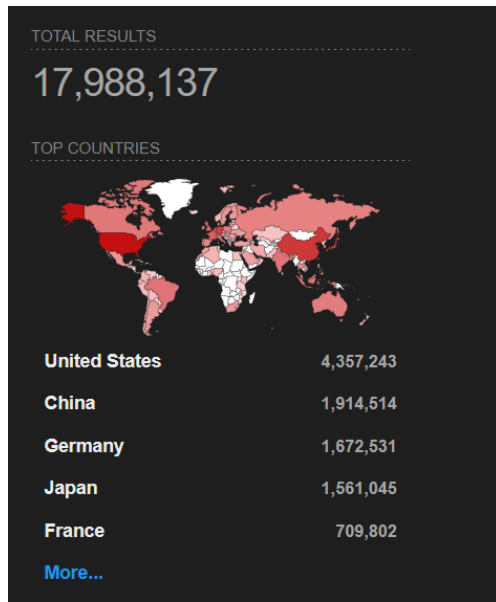 TOTAL RESULTS
17,988,137
TOP COUNTRIES
United States 4,357,243
China 1,914,514
Germany 1,672,531
Japan 1,561,045
France 709,802
More...